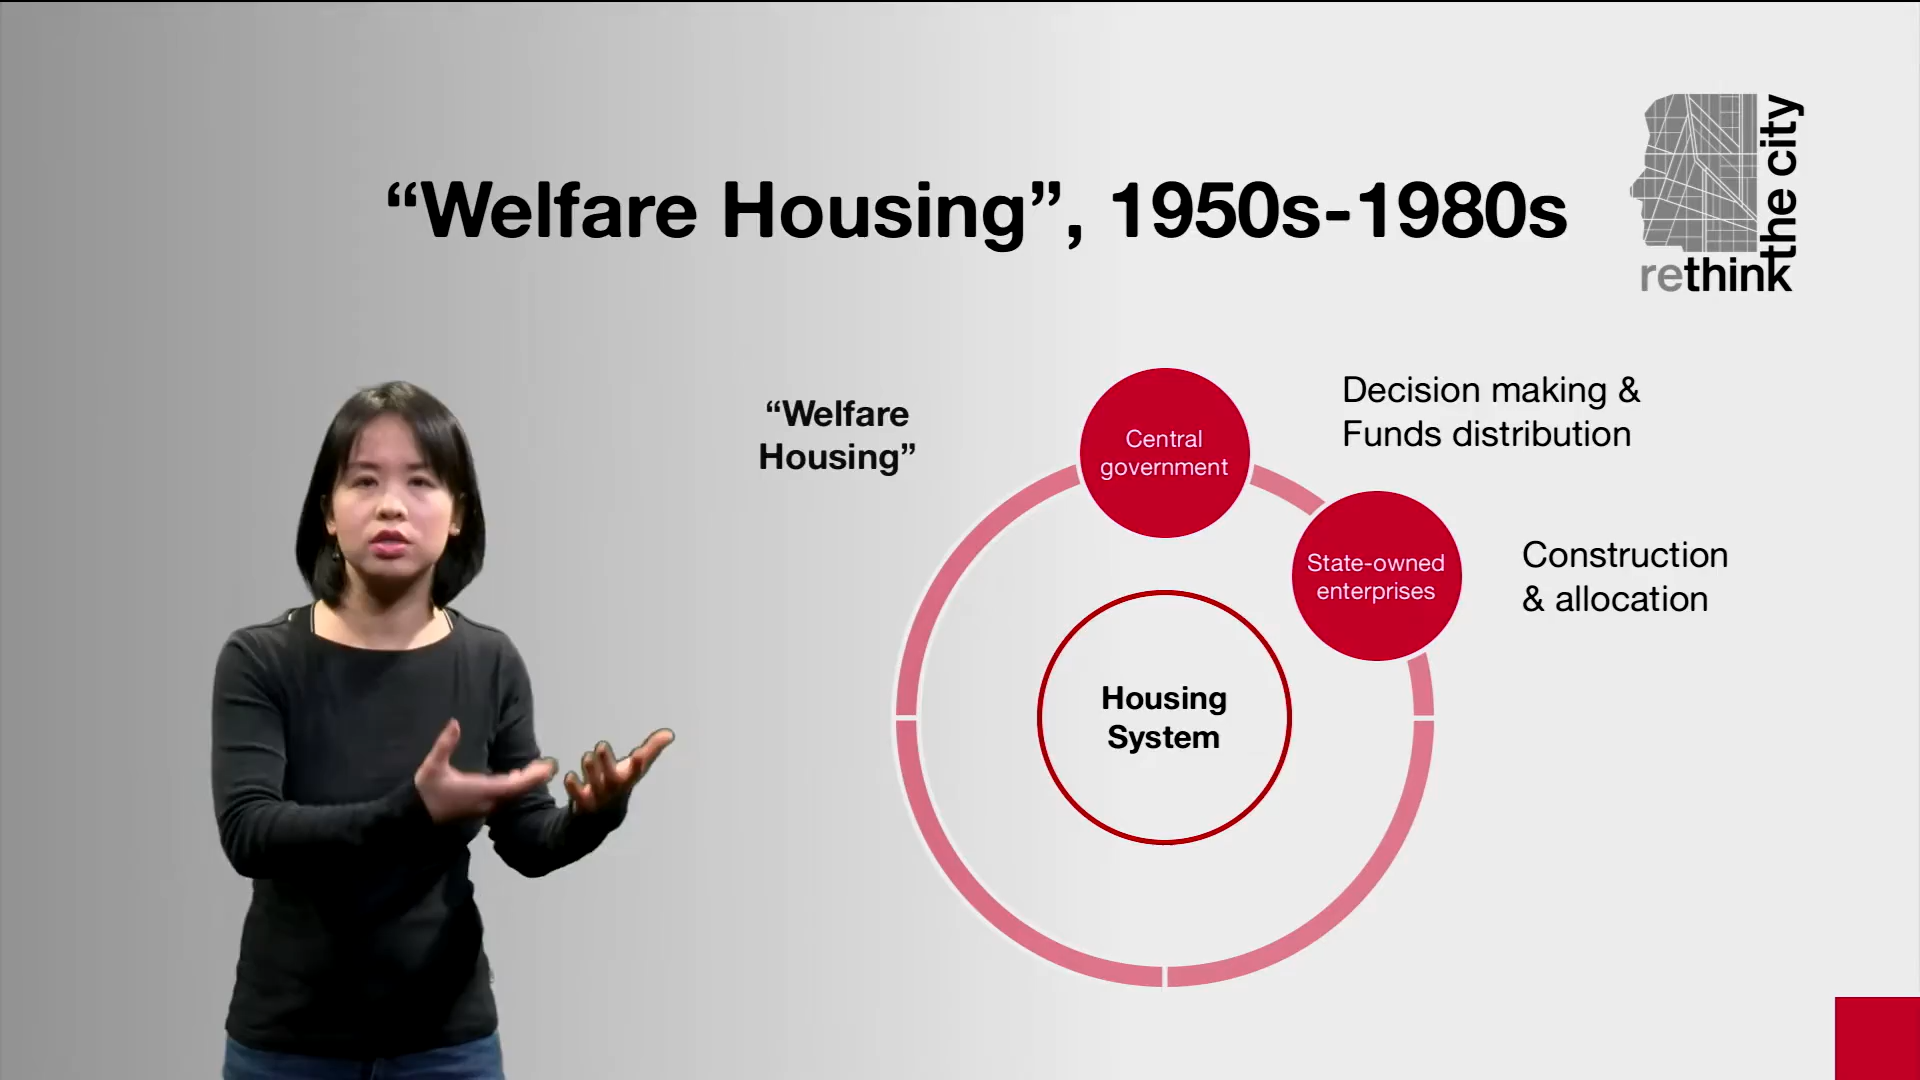 “Welfare Housing”, 1950s-1980s
rethink
the city
“Welfare
Housing”
Central
government
Decision making &
Funds distribution
State-owned
enterprises
Construction
& allocation
Housing
System